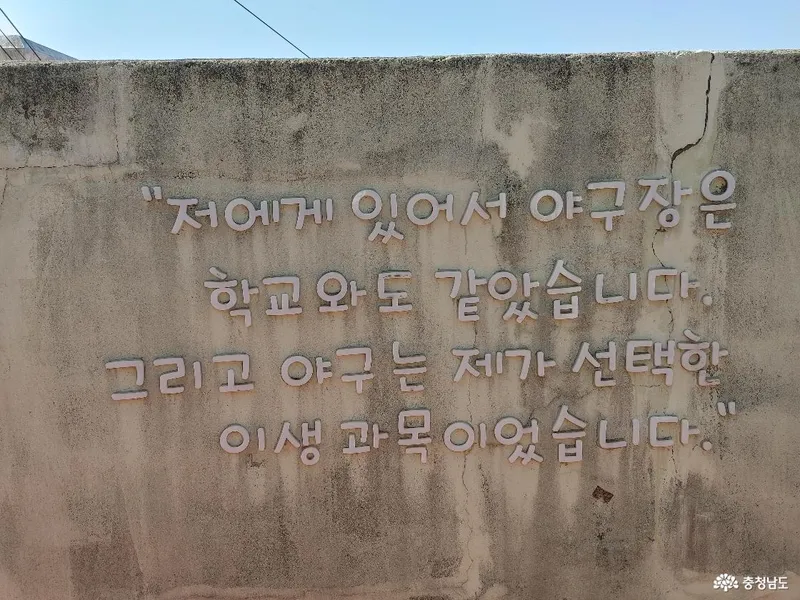 "저에게 있어서 야구장은
학교와도 같았습니다.
그리고 야구는 제가 선택한
이생 과목이었습니다."
충청남도